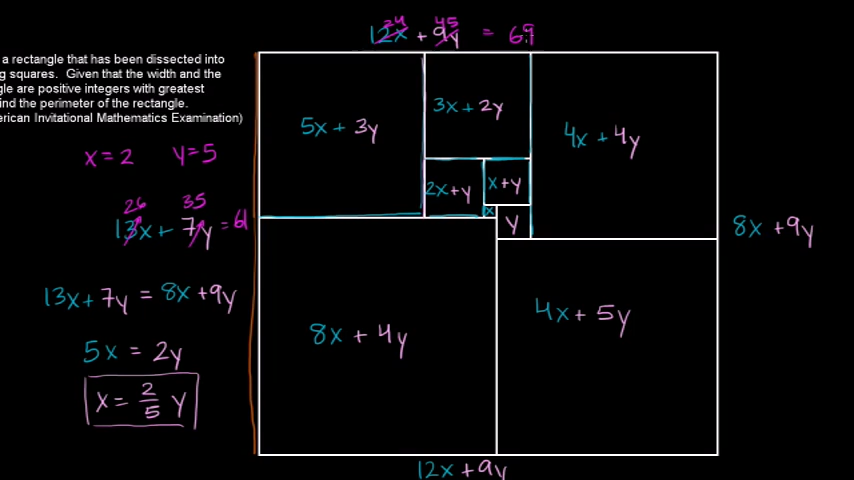 12x + 9y = 69
24 45
a rectangle that has been dissected into
g squares. Given that the width and the
gle are positive integers with greatest
ind the perimeter of the rectangle.
erican Invitational Mathematics Examination)
x=2 y=5
26 35
13x + 7y = 61
13x + 7y = 8x + 9y
5x = 2y
x = 2/5 y
5x + 3y
3x + 2y
4x + 4y
2x + y
x + y
x
y
8x + 9y
8x + 4y
4x + 5y
12x + 9y